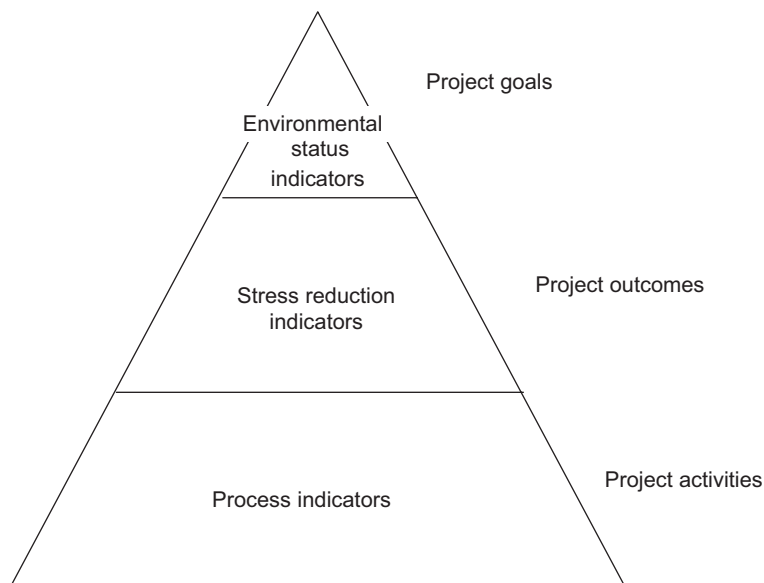 Project goals
Environmental
status
indicators
Project outcomes
Stress reduction
indicators
Project activities
Process indicators